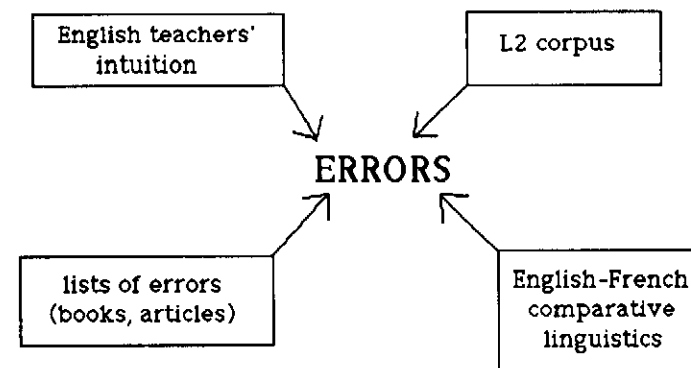 English teachers'
intuition
L2 corpus
ERRORS
lists of errors
(books, articles)
English-French
comparative
linguistics